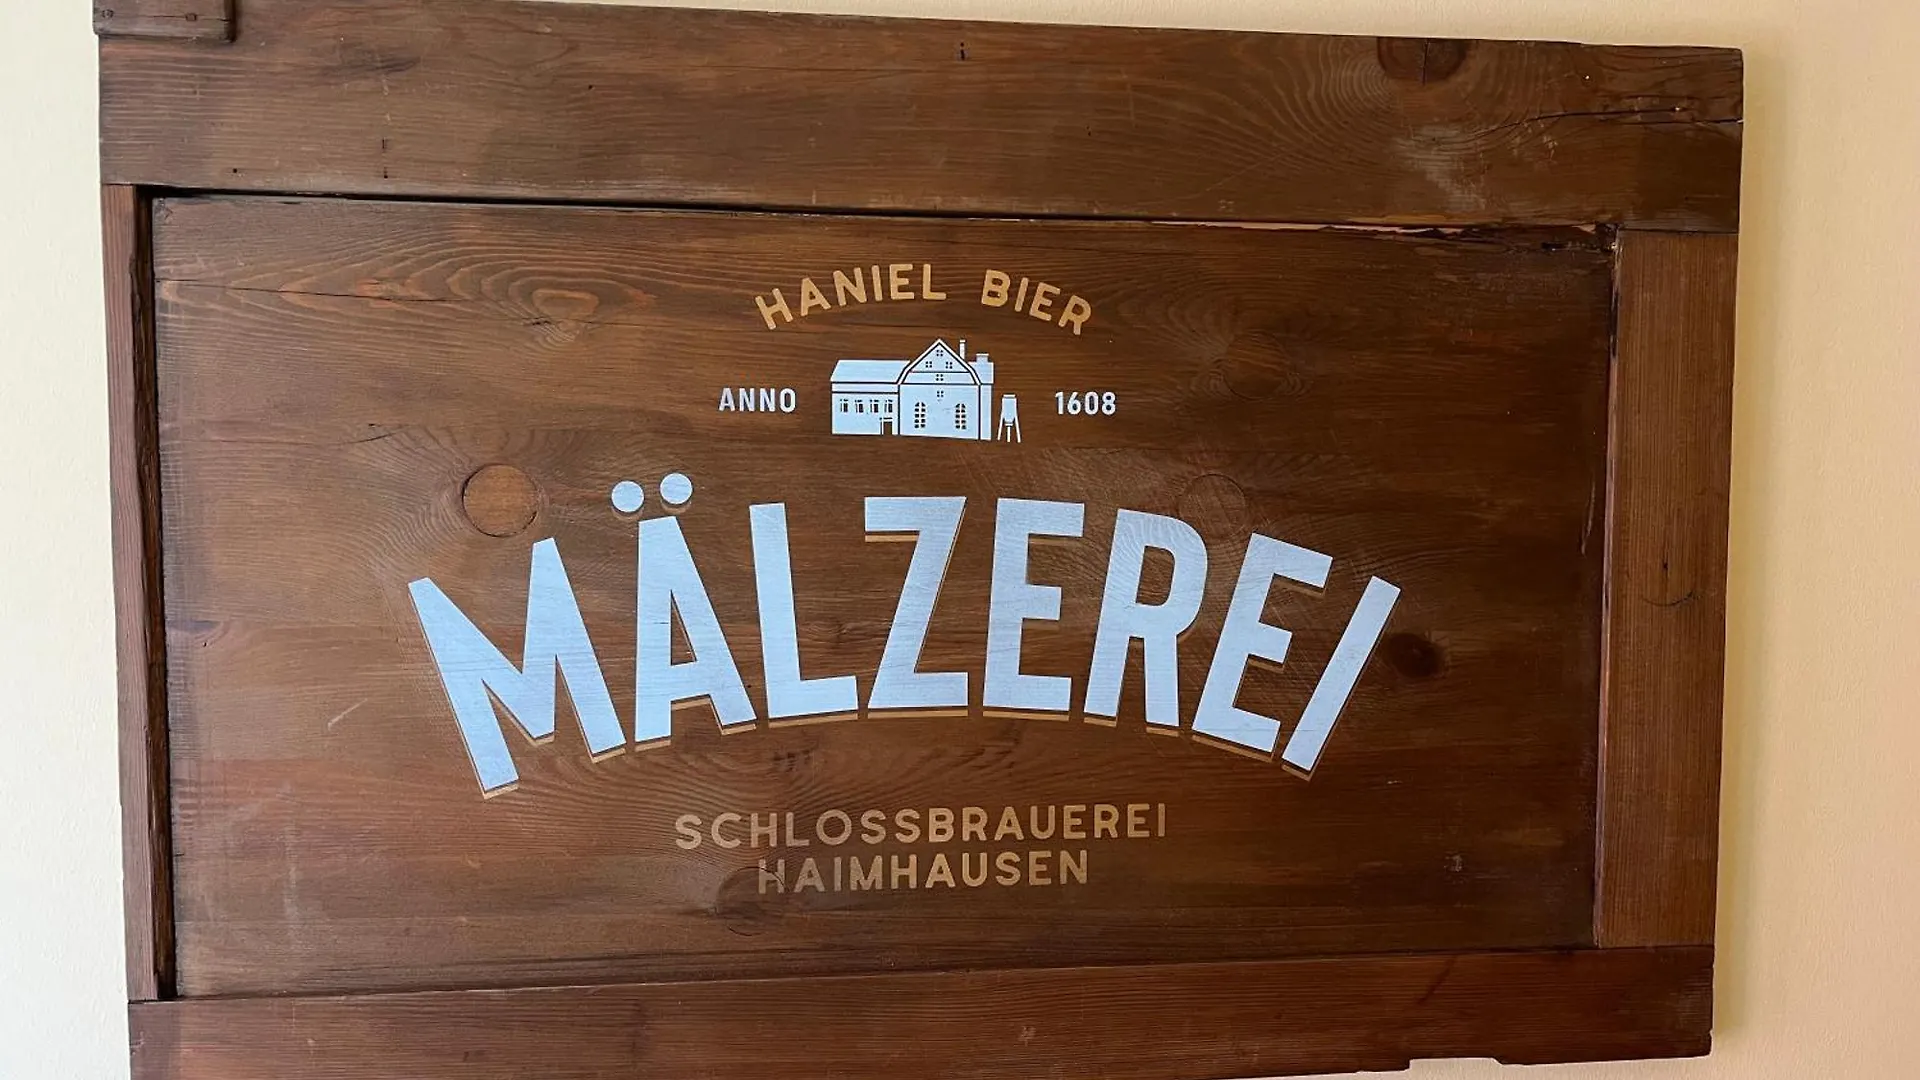 HANIEL BIER
ANNO 1608
MÄLZEREI
SCHLOSSBRAUEREI
HAIMHAUSEN